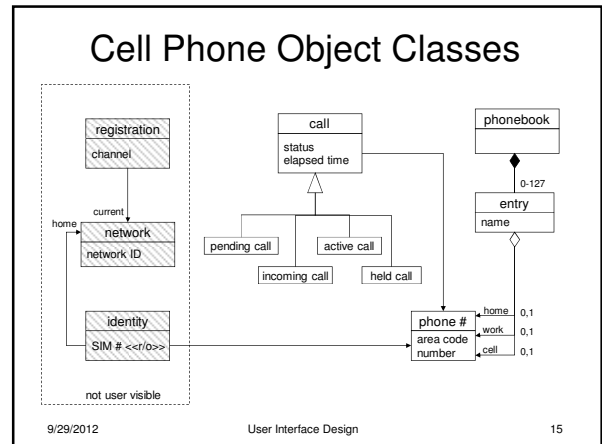 Cell Phone Object Classes
registration
channel
current
home
network
network ID
identity
SIM # <<r/o>>
not user visible
call
status
elapsed time
pending call
active call
incoming call
held call
phonebook
0-127
entry
name
phone #
area code
number
home 0,1
work 0,1
cell 0,1
9/29/2012 User Interface Design 15